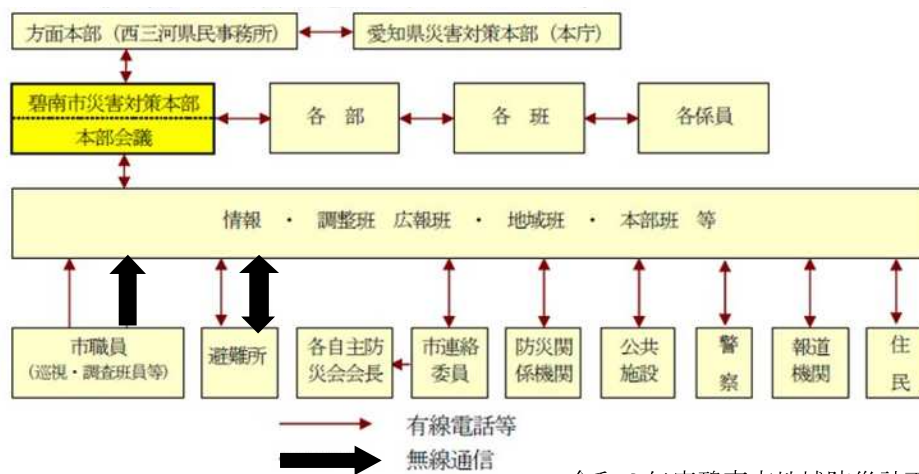 方面本部（西三河県民事務所）
愛知県災害対策本部（本庁）
碧南市災害対策本部
本部会議
各 部
各 班
各係員
情報 ・ 調整班 広報班 ・ 地域班 ・ 本部班 等
市職員
（巡視・調査班員等）
避難所
各自主防
災会会長
市連絡
委員
防災関
係機関
公共
施設
警
察
報道
機関
住
民
有線電話等
無線通信